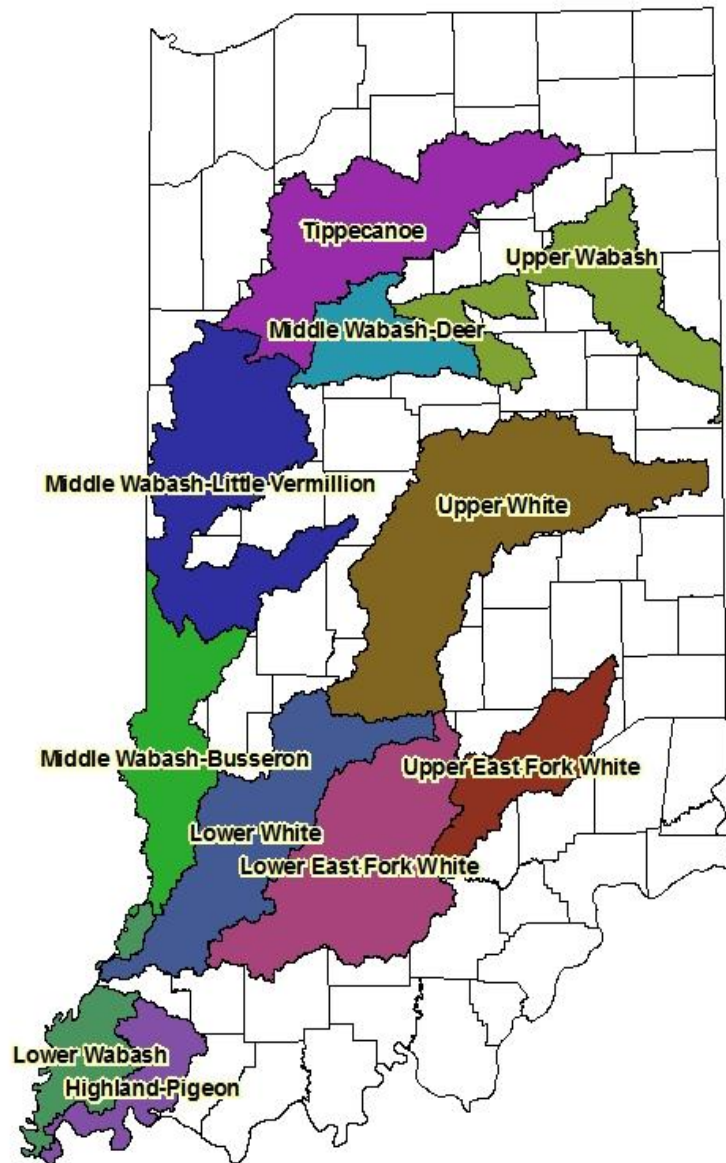 Tippecanoe
Upper Wabash
Middle Wabash-Deer
Middle Wabash-Little Vermillion
Upper White
Middle Wabash-Busseron
Upper East Fork White
Lower White
Lower East Fork White
Lower Wabash
Highland-Pigeon